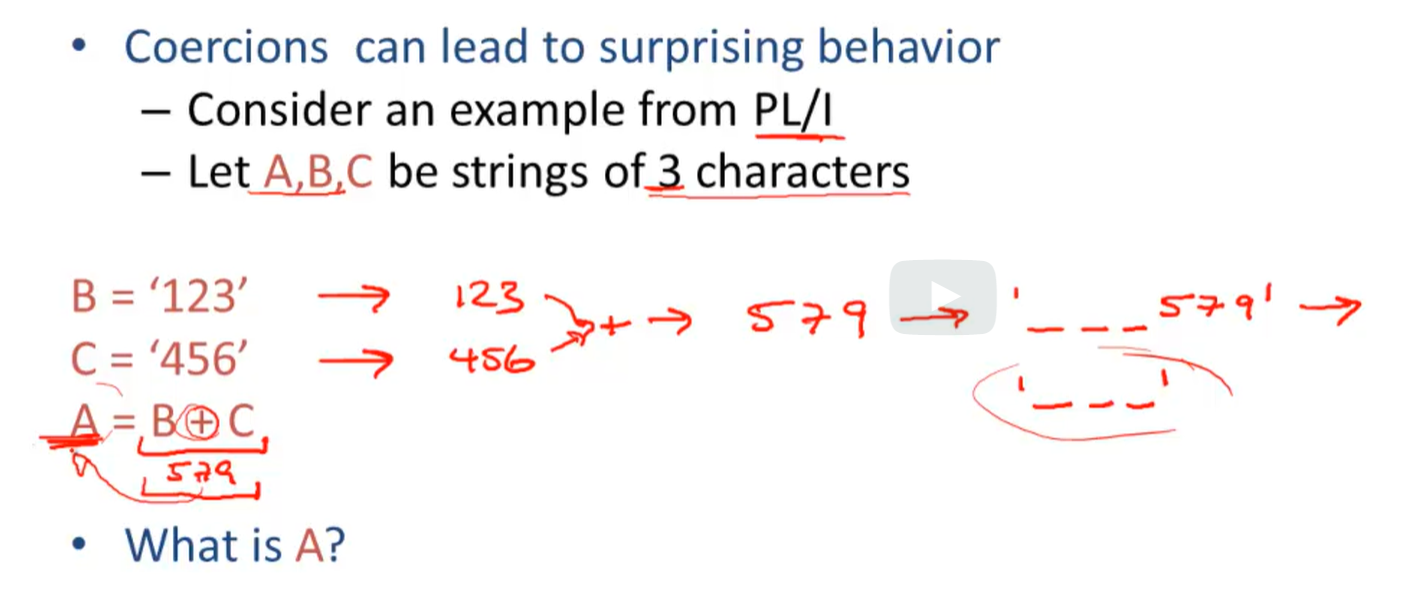 • Coercions can lead to surprising behavior
– Consider an example from PL/I
– Let A,B,C be strings of 3 characters
B = ‘123’ → 123
+ → 579 → '_ _ _579' →
C = ‘456’ → 456
'_ _ _'
A = B + C
579
• What is A?